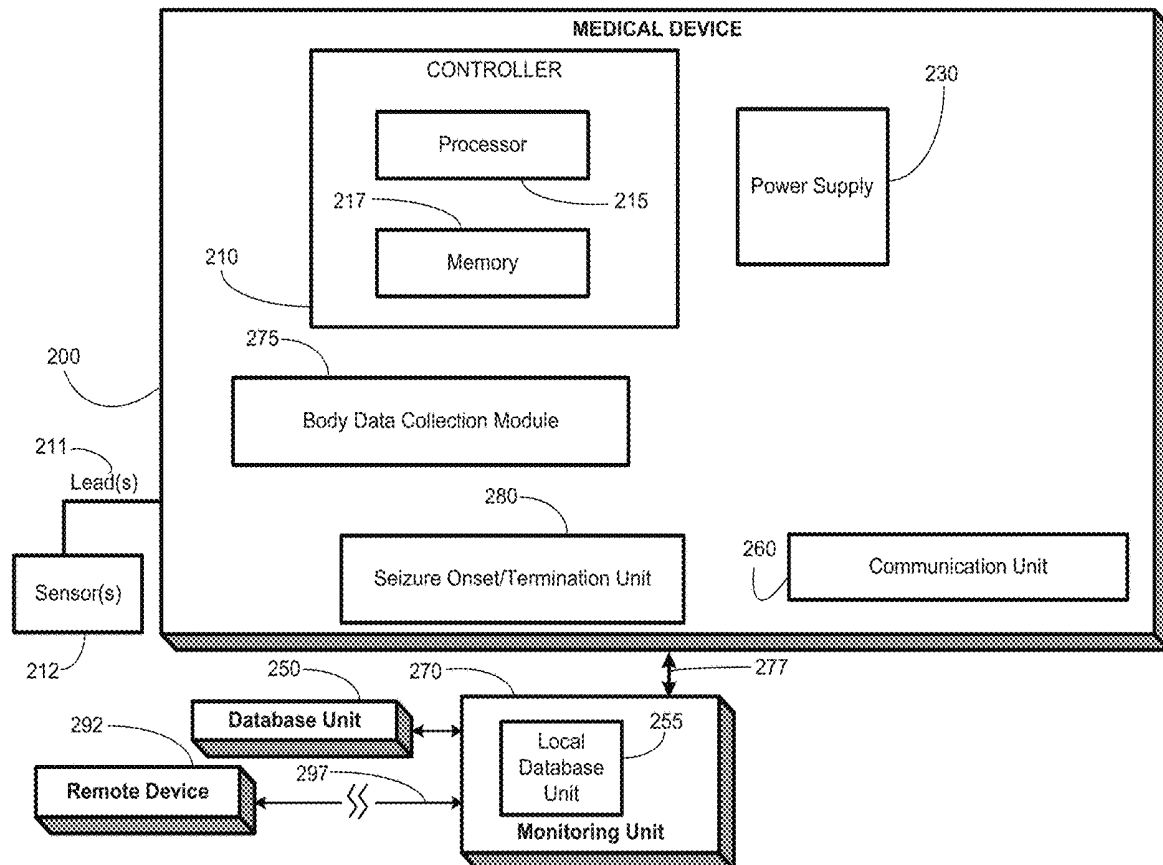 MEDICAL DEVICE
CONTROLLER
230
Processor
Power Supply
217
215
210
Memory
275
200
Body Data Collection Module
211
Lead(s)
280
260
Communication Unit
Seizure Onset/Termination Unit
Sensor(s)
212
250
270
277
292
Database Unit
255
Local
Database
Unit
297
Remote Device
Monitoring Unit